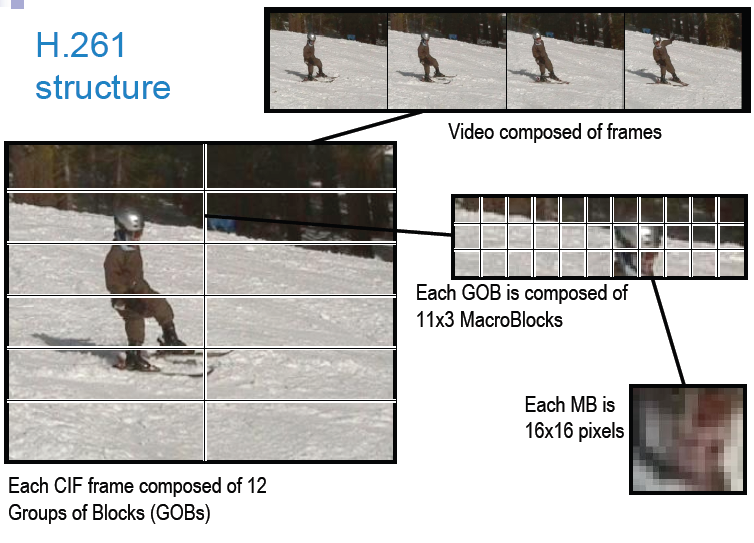 H.261
structure
Video composed of frames
Each GOB is composed of
11x3 MacroBlocks
Each MB is
16x16 pixels
Each CIF frame composed of 12
Groups of Blocks (GOBs)